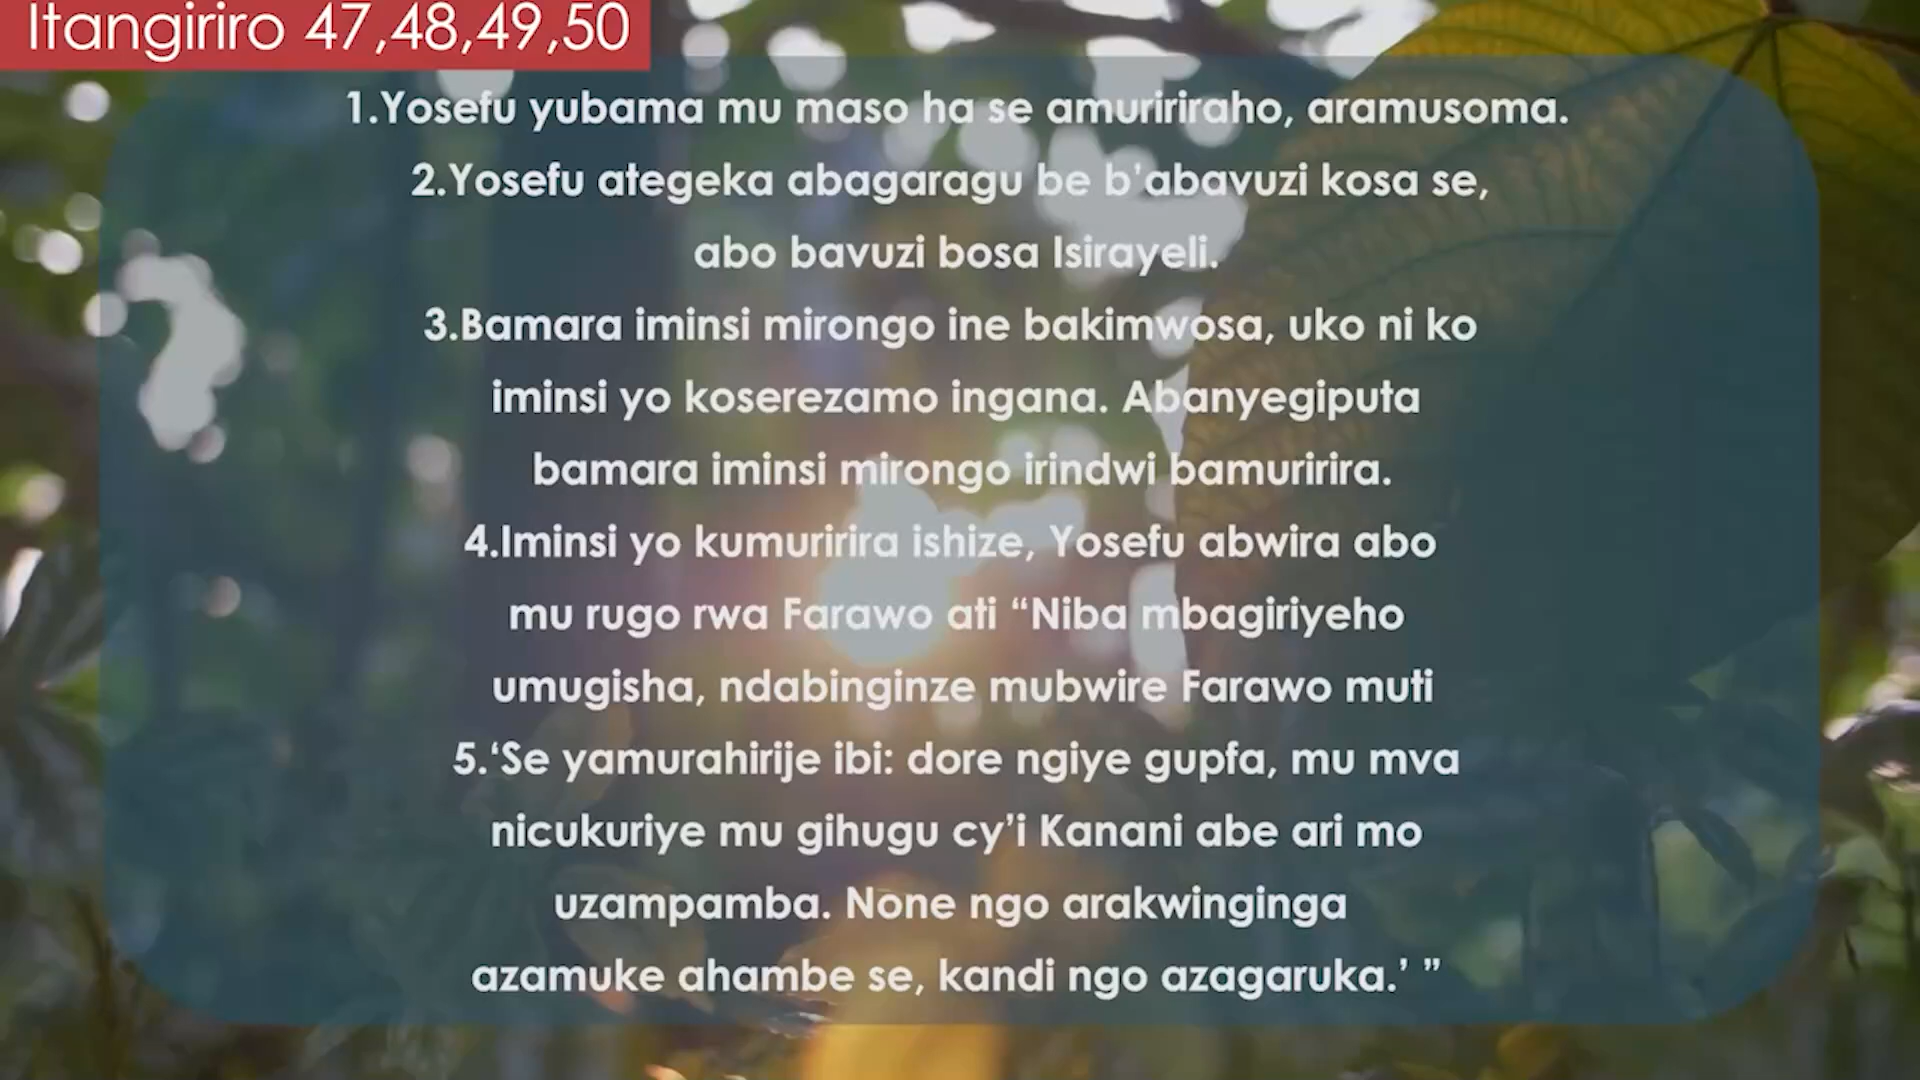 Itangiriro 47,48,49,50
1.Yosefu yubama mu maso ha se amuririraho, aramusoma.
2.Yosefu ategeka abagaragu be b’abavuzi kosa se,
abo bavuzi bosa Isirayeli.
3.Bamara iminsi mirongo ine bakimwosa, uko ni ko
iminsi yo koserezamo ingana. Abanyegiputa
bamara iminsi mirongo irindwi bamuririra.
4.Iminsi yo kumuririra ishize, Yosefu abwira abo
mu rugo rwa Farawo ati “Niba mbagiriyeho
umugisha, ndabinginze mubwire Farawo muti
5.‘Se yamurahirije ibi: dore ngiye gupfa, mu mva
nicukuriye mu gihugu cy’i Kanani abe ari mo
uzampamba. None ngo arakwinginga
azamuke ahambe se, kandi ngo azagaruka.’ ”